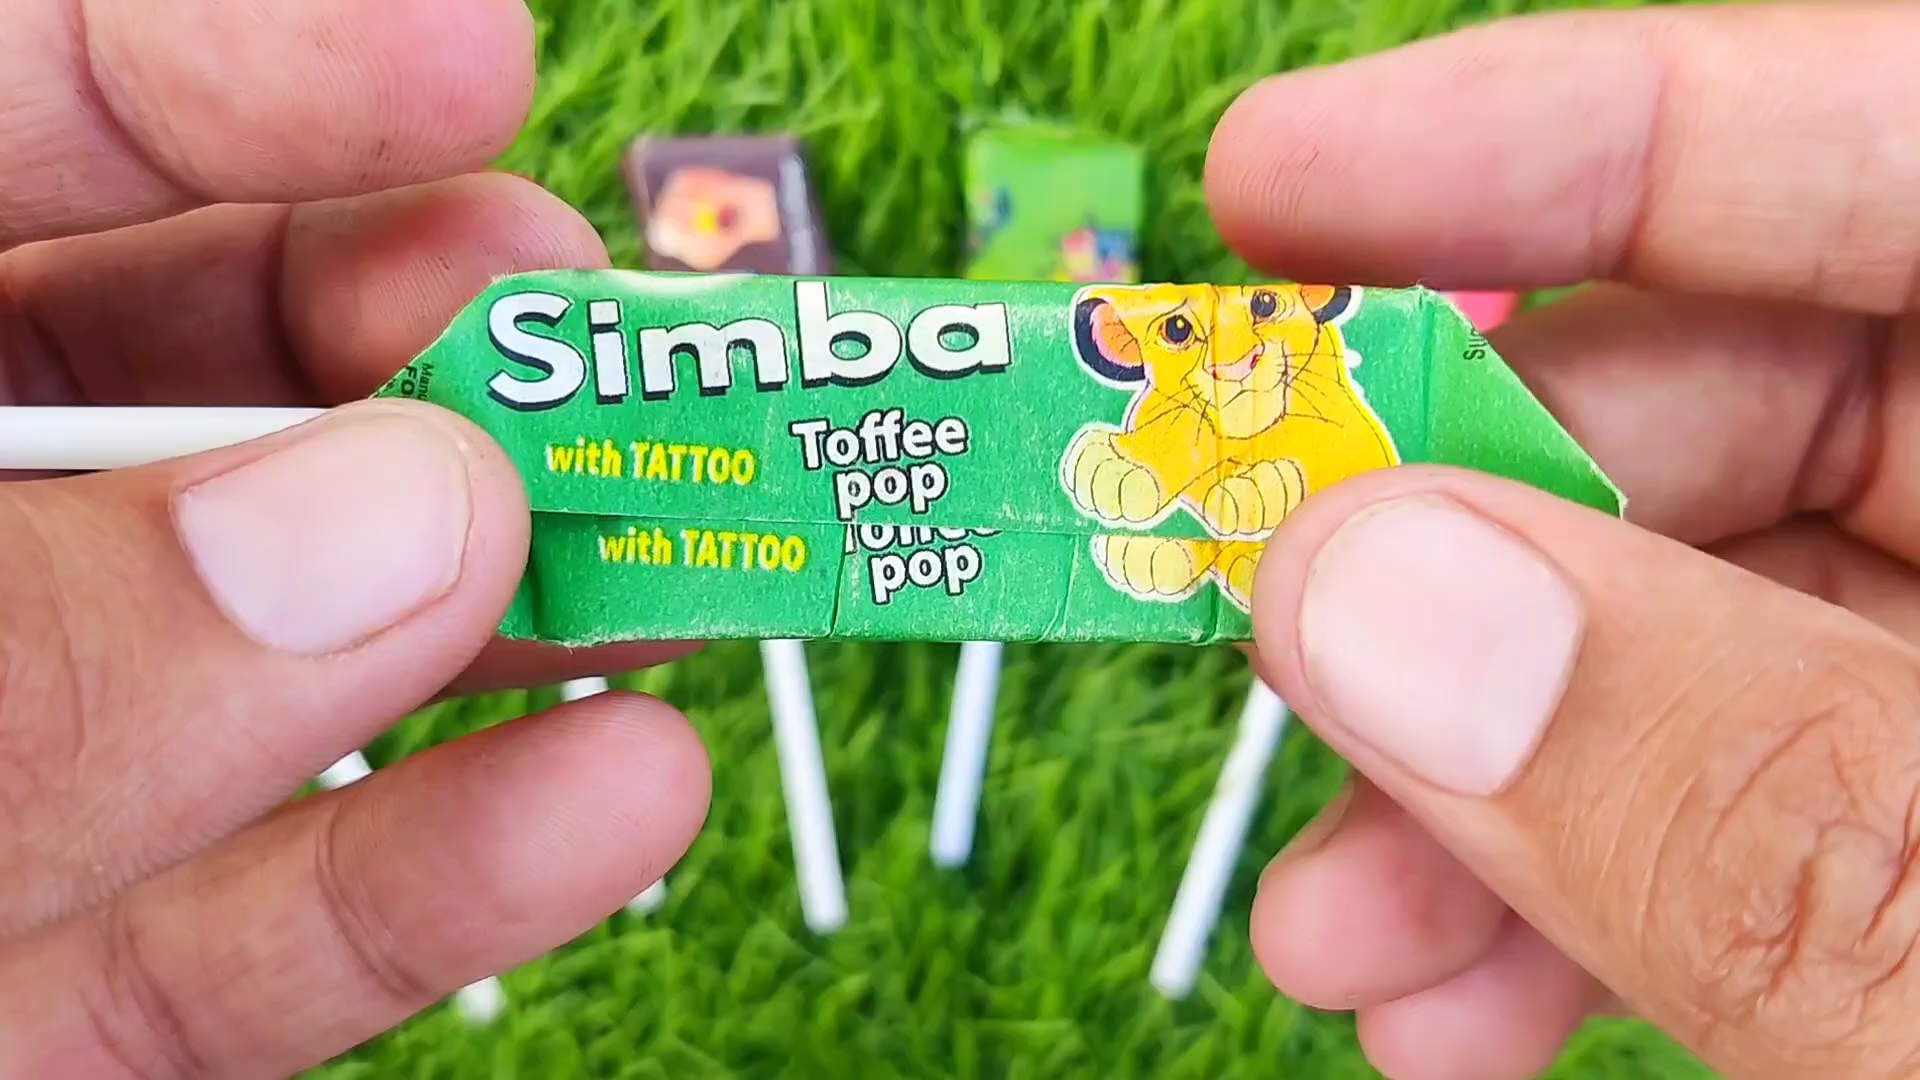 Simba
with TATTOO
Toffee
pop
with TATTOO
pop